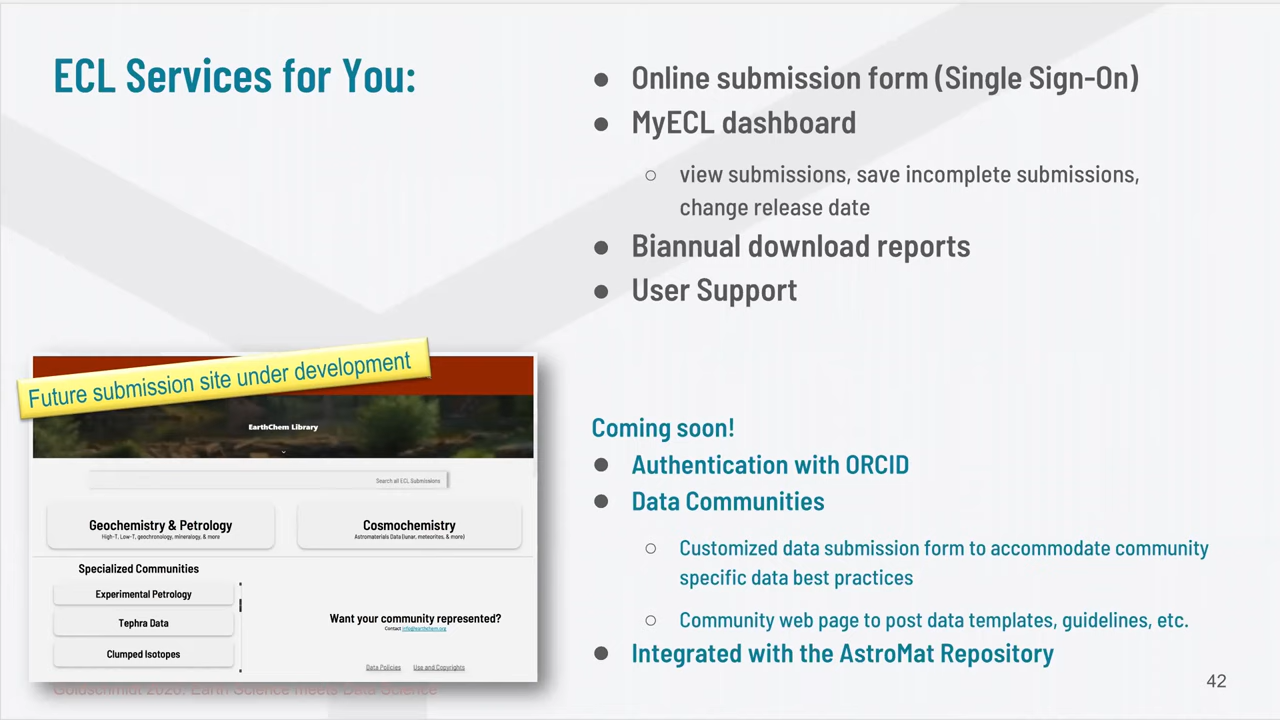 ECL Services for You:
Online submission form (Single Sign-On)
MyECL dashboard
view submissions, save incomplete submissions,
change release date
Biannual download reports
User Support
Future submission site under development
EarthChem Library
Search all ECL Submissions
Geochemistry & Petrology
High-T, Low-T, geochronology, mineralogy, & more
Cosmochemistry
Astromaterials Data (lunar, meteorites, & more)
Specialized Communities
Experimental Petrology
Tephra Data
Clumped Isotopes
Want your community represented?
Contact info@earthchem.org
Data Policies Use and Copyrights
Coming soon!
Authentication with ORCID
Data Communities
Customized data submission form to accommodate community
specific data best practices
Community web page to post data templates, guidelines, etc.
Integrated with the AstroMat Repository
Goldschmidt 2020: Earth Science meets Data Science
42